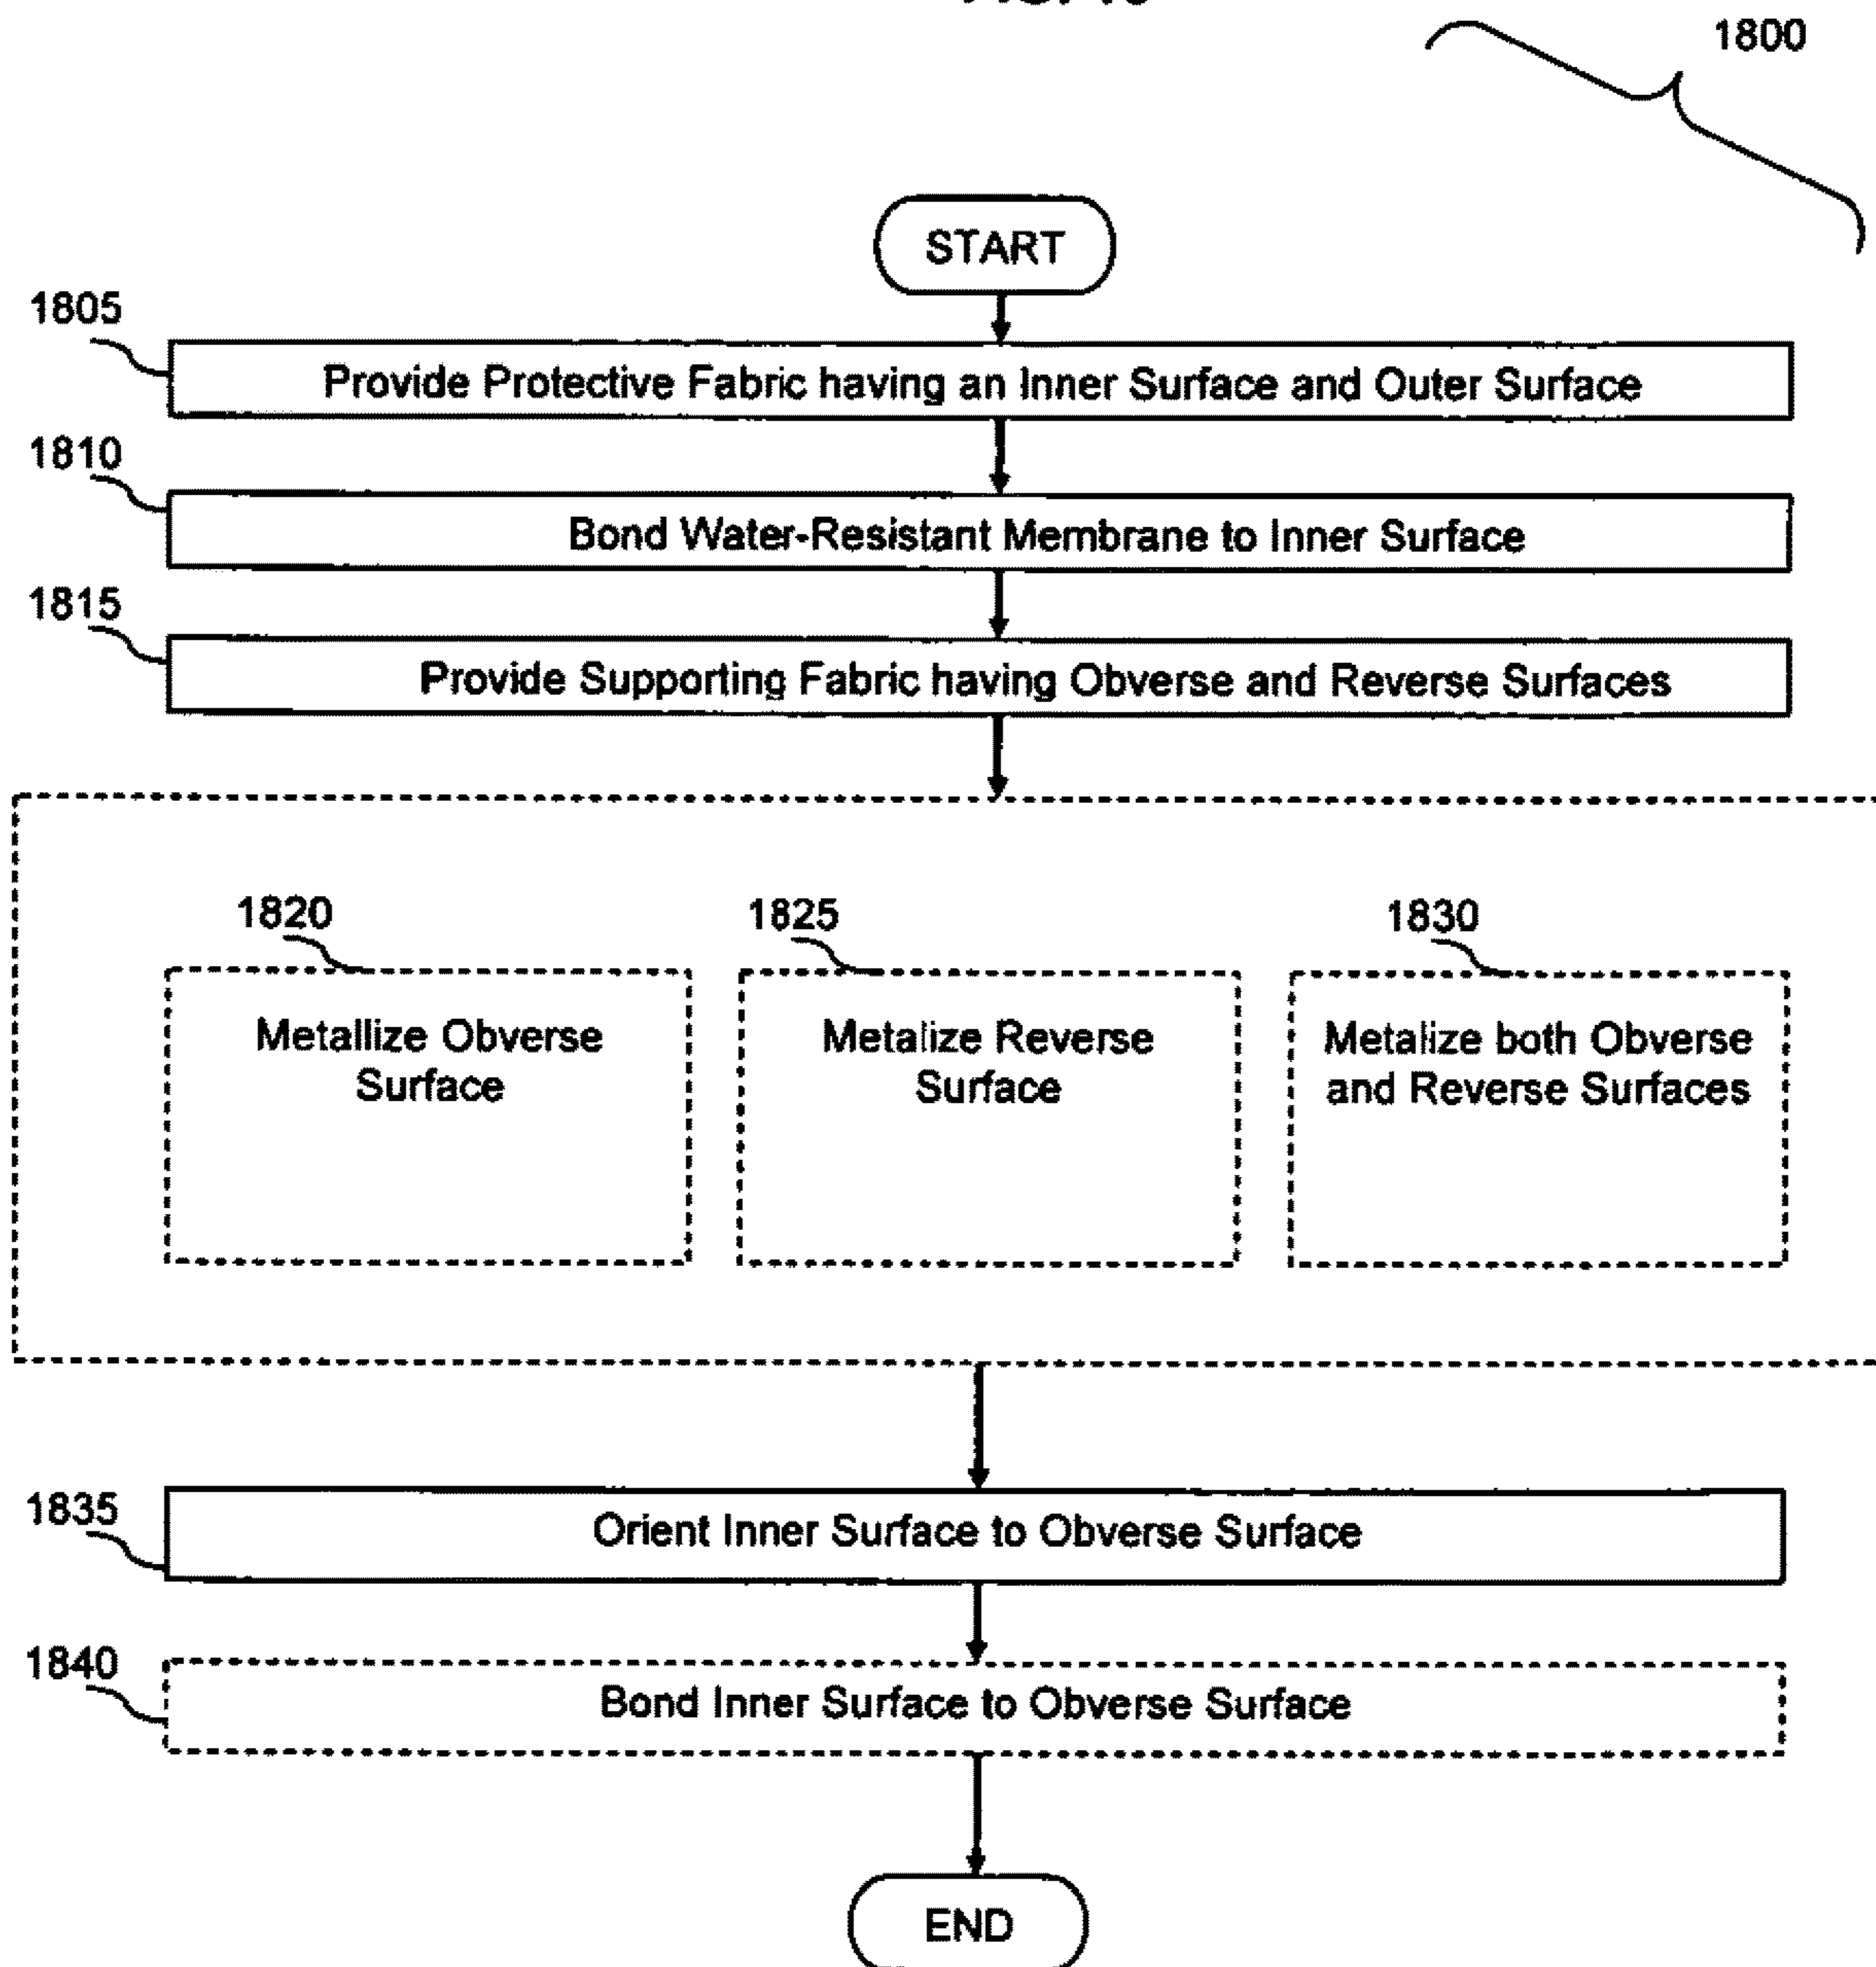 1800
START
1805
Provide Protective Fabric having an Inner Surface and Outer Surface
1810
Bond Water-Resistant Membrane to Inner Surface
1815
Provide Supporting Fabric having Obverse and Reverse Surfaces
1820
1825
1830
Metallize Obverse
Surface
Metalize Reverse
Surface
Metalize both Obverse
and Reverse Surfaces
1835
Orient Inner Surface to Obverse Surface
1840
Bond Inner Surface to Obverse Surface
END